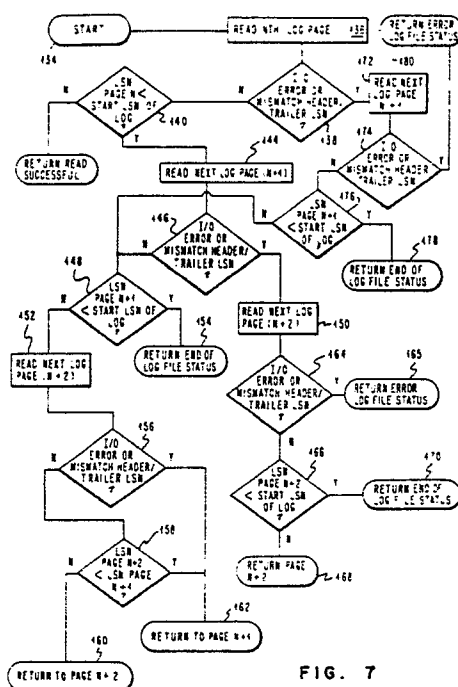 START
READ NTH LOG PAGE
436
RETURN ERROR
LOG FILE STATUS
434
480
N
LSN
PAGE N <
START LSN OF
LOG
?
440
N
I/O
ERROR OR
MISMATCH HEADER/
TRAILER LSN
?
438
Y
472
READ NEXT
LOG PAGE
N+1
Y
RETURN READ
SUCCESSFUL
444
READ NEXT LOG PAGE (N+1)
474
I/O
ERROR OR
MISMATCH HEADER
TRAILER LSN
Y
N
446
N
I/O
ERROR OR
MISMATCH HEADER/
TRAILER LSN
?
Y
N
476
LSN
PAGE N+1
< START LSN
OF LOG
?
Y
478
RETURN END OF
LOG FILE STATUS
448
N
LSN
PAGE N+1
< START LSN OF
LOG
?
Y
452
READ NEXT LOG
PAGE (N+2)
454
RETURN END OF
LOG FILE STATUS
READ NEXT LOG
PAGE (N+2)
450
464
I/O
ERROR OR
MISMATCH HEADER/
TRAILER LSN
?
Y
465
RETURN ERROR
LOG FILE STATUS
N
456
I/O
ERROR OR
MISMATCH HEADER/
TRAILER LSN
?
N
Y
466
LSN
PAGE N+2
< START LSN
OF LOG
?
Y
470
RETURN END OF
LOG FILE STATUS
N
458
N
LSN
PAGE N+2
< LSN PAGE
N+1
?
Y
RETURN PAGE
N+2
468
462
RETURN TO PAGE N+1
460
RETURN TO PAGE N+2
FIG. 7